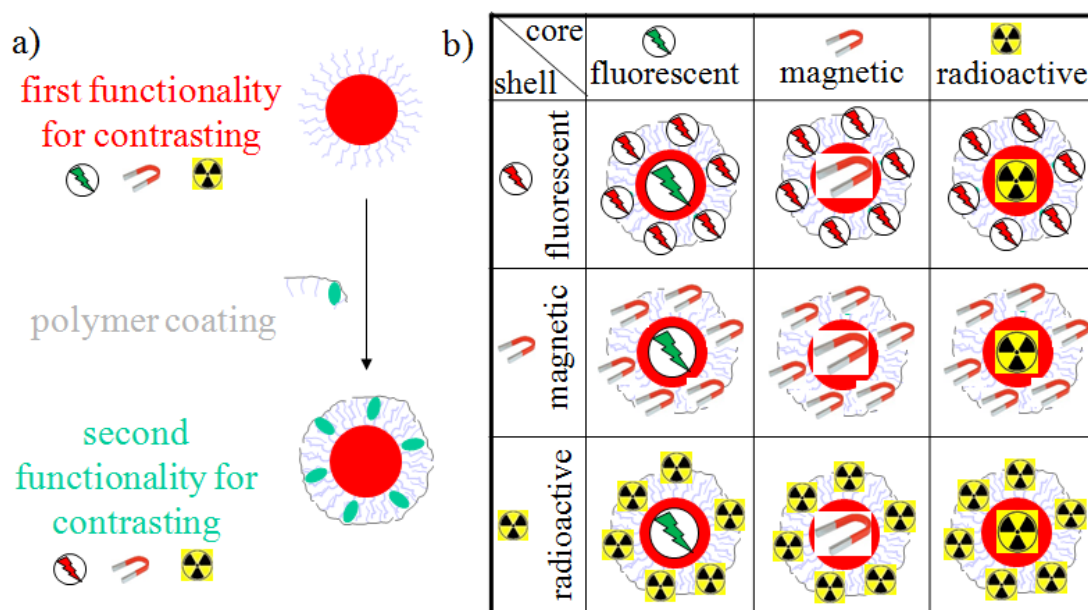 a)
first functionality
for contrasting
polymer coating
second
functionality for
contrasting
b)
core
shell
fluorescent
magnetic
radioactive
fluorescent
magnetic
radioactive